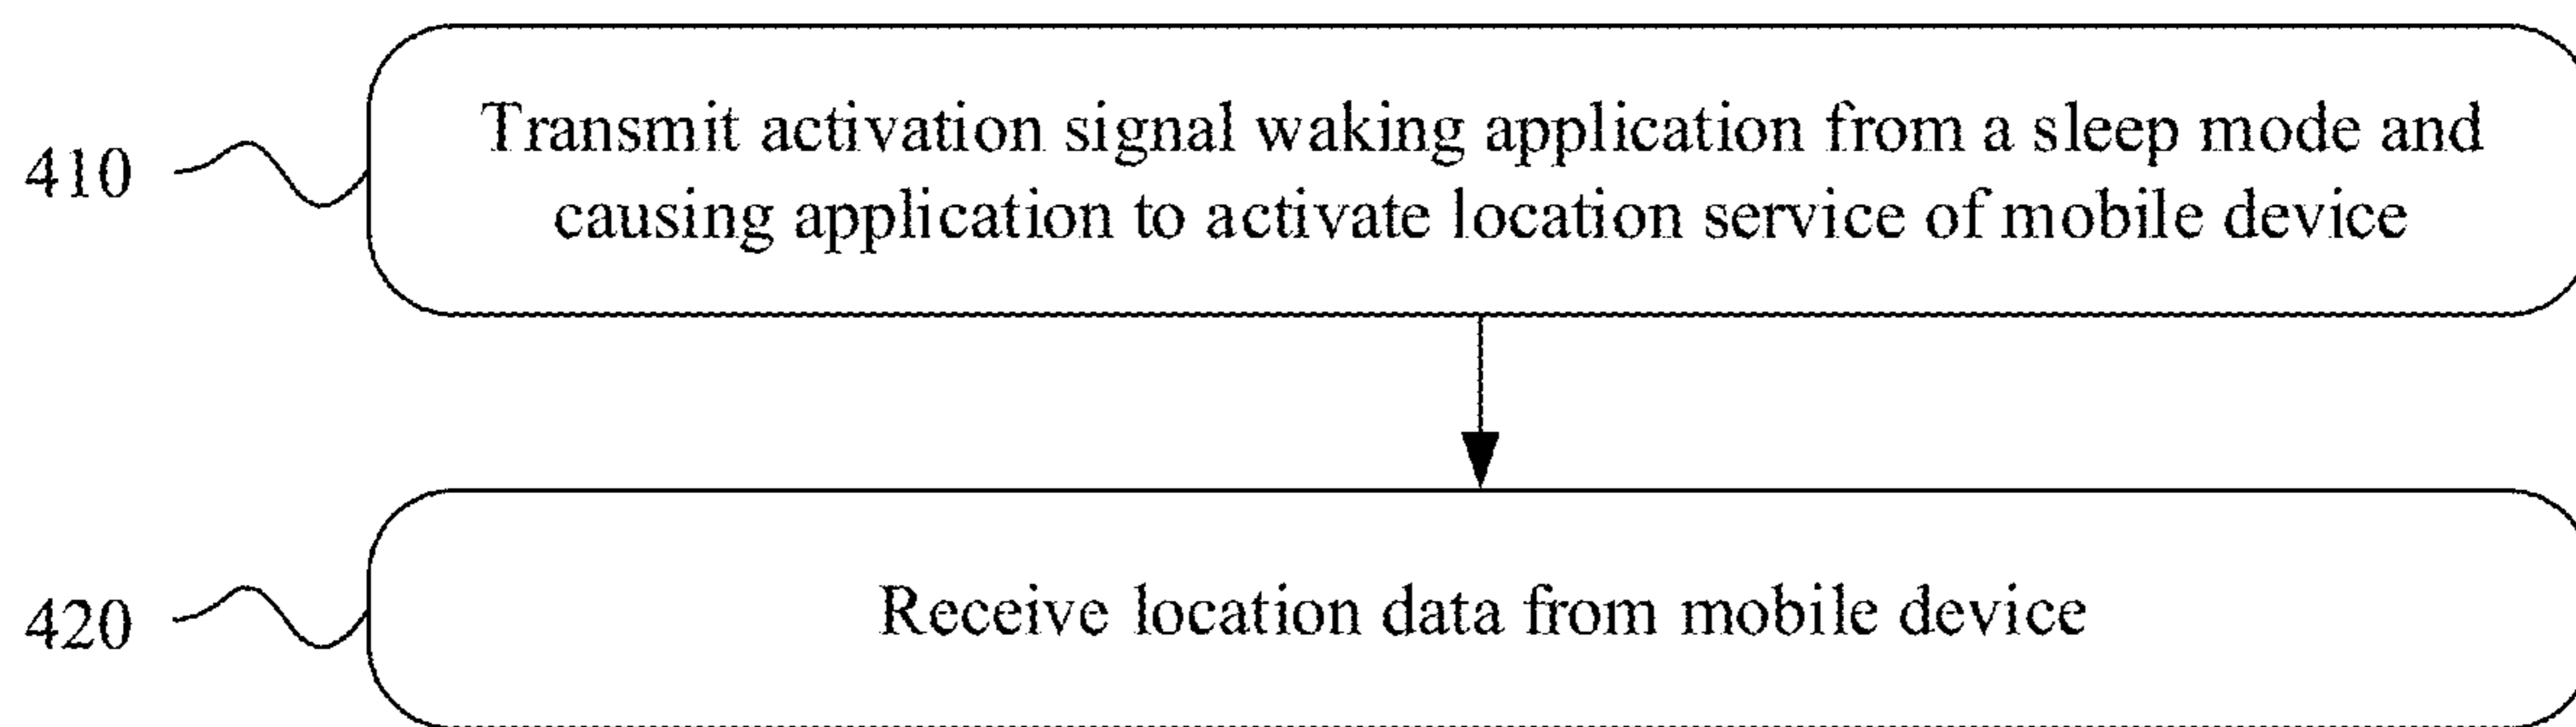 410
Transmit activation signal waking application from a sleep mode and
causing application to activate location service of mobile device
420
Receive location data from mobile device